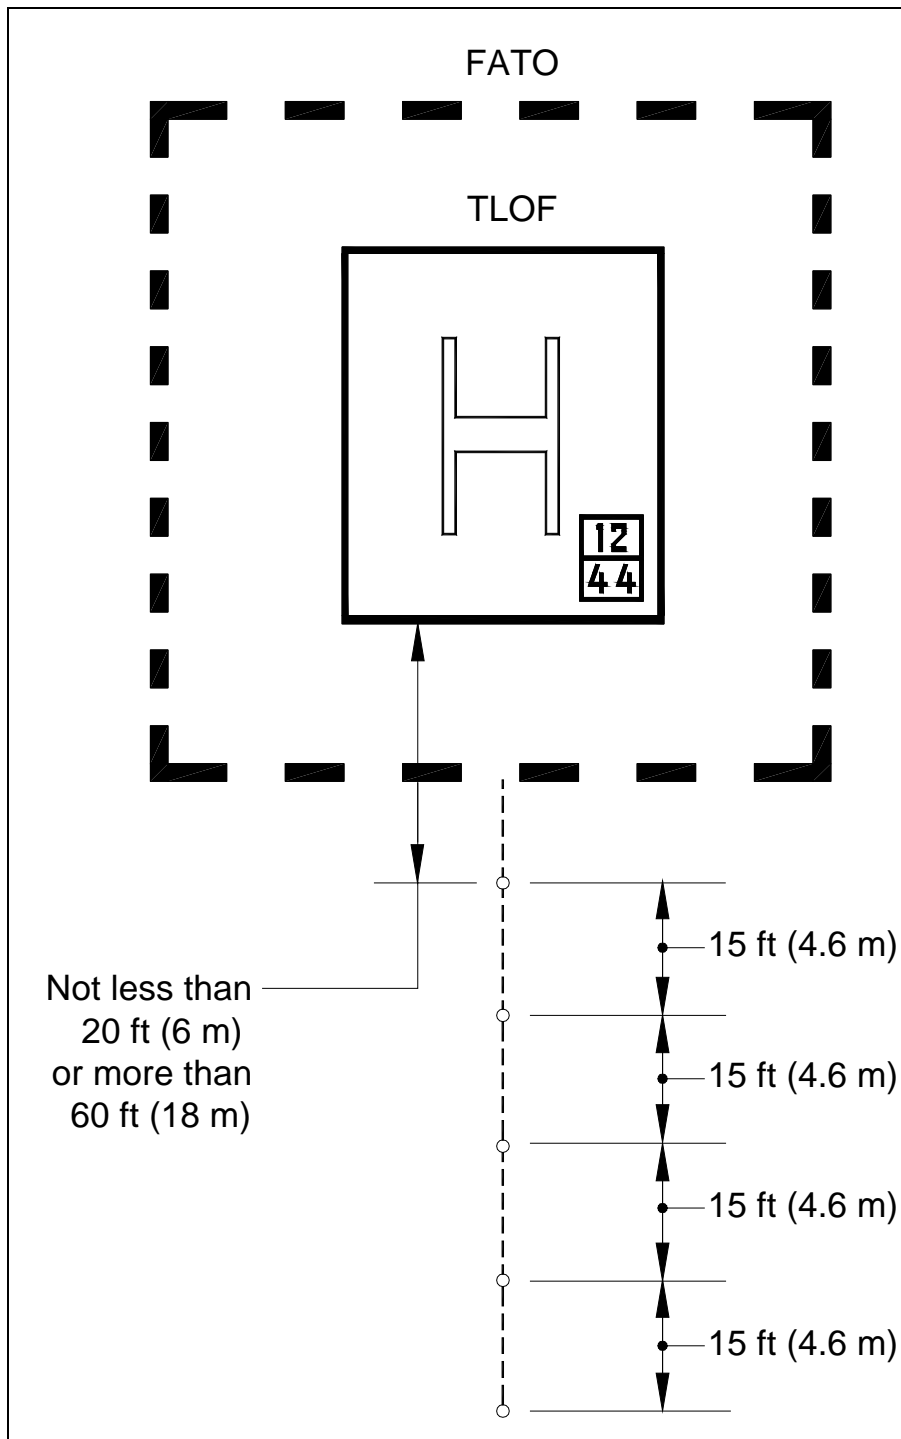 FATO
TLOF
H
12
44
15 ft (4.6 m)
Not less than
20 ft (6 m)
or more than
60 ft (18 m)
15 ft (4.6 m)
15 ft (4.6 m)
15 ft (4.6 m)